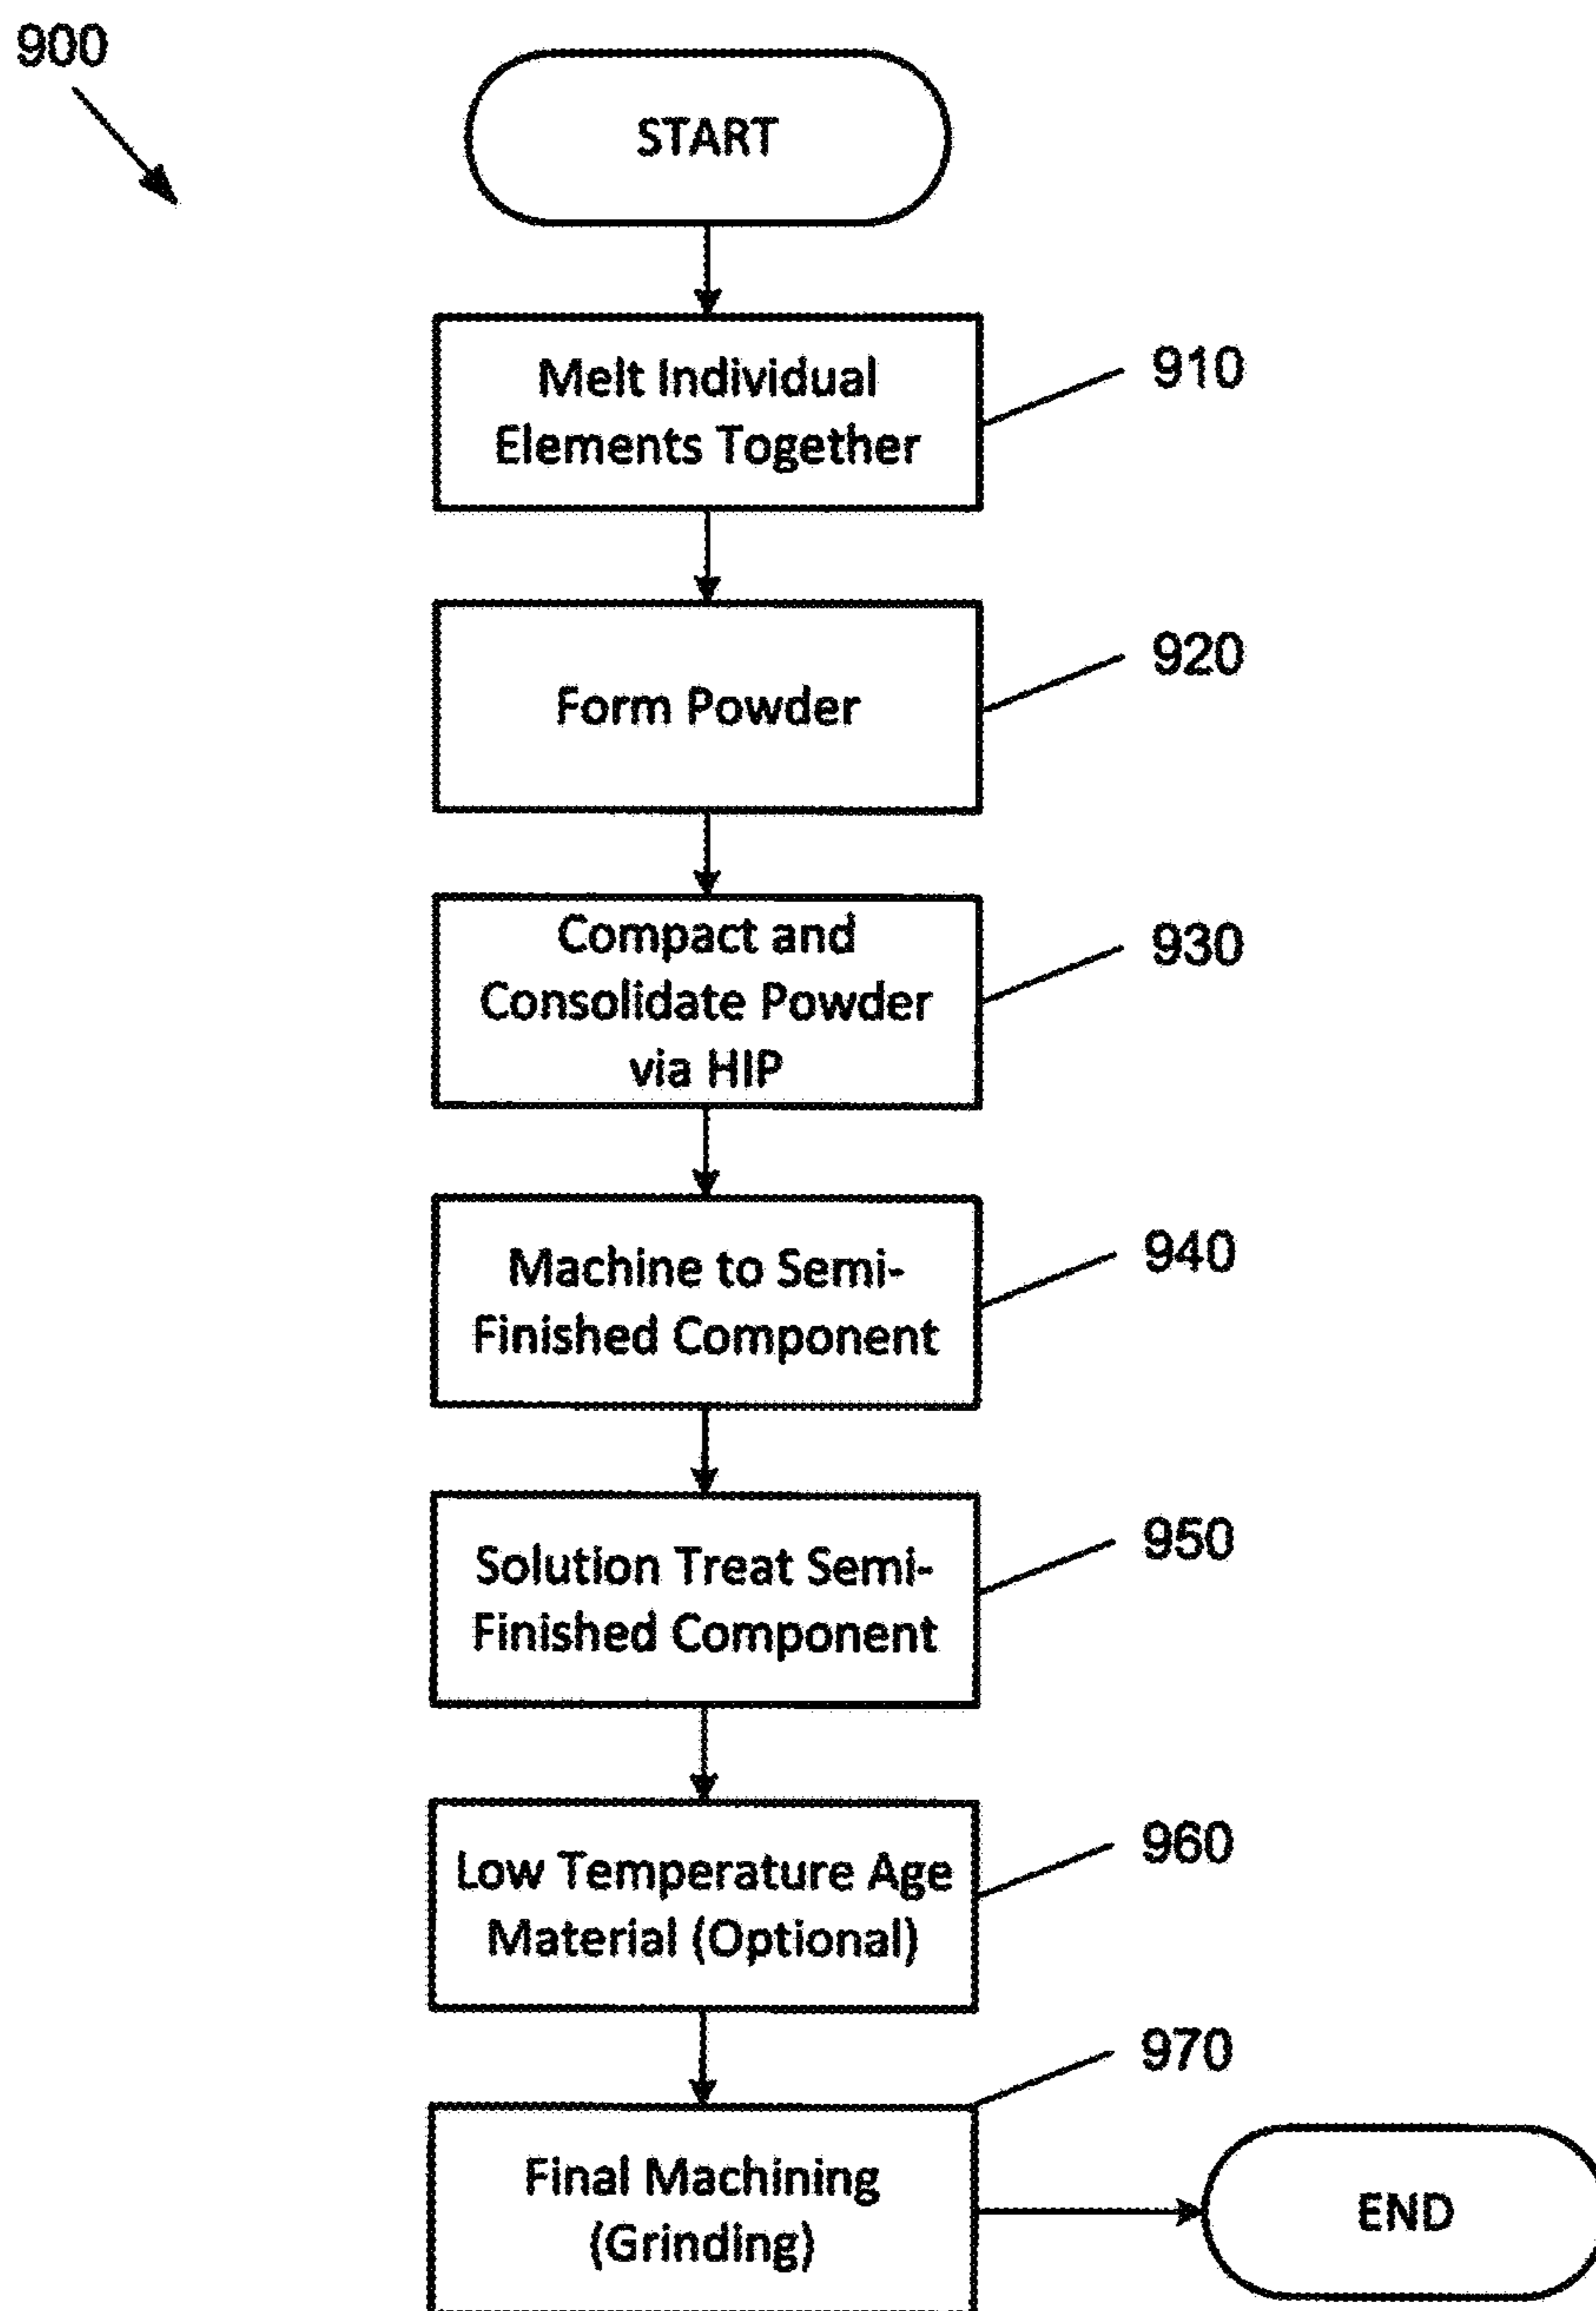 900
START
Melt Individual
Elements Together
910
Form Powder
920
Compact and
Consolidate Powder
via HIP
930
Machine to Semi-
Finished Component
940
Solution Treat Semi-
Finished Component
950
Low Temperature Age
Material (Optional)
960
970
Final Machining
(Grinding)
END